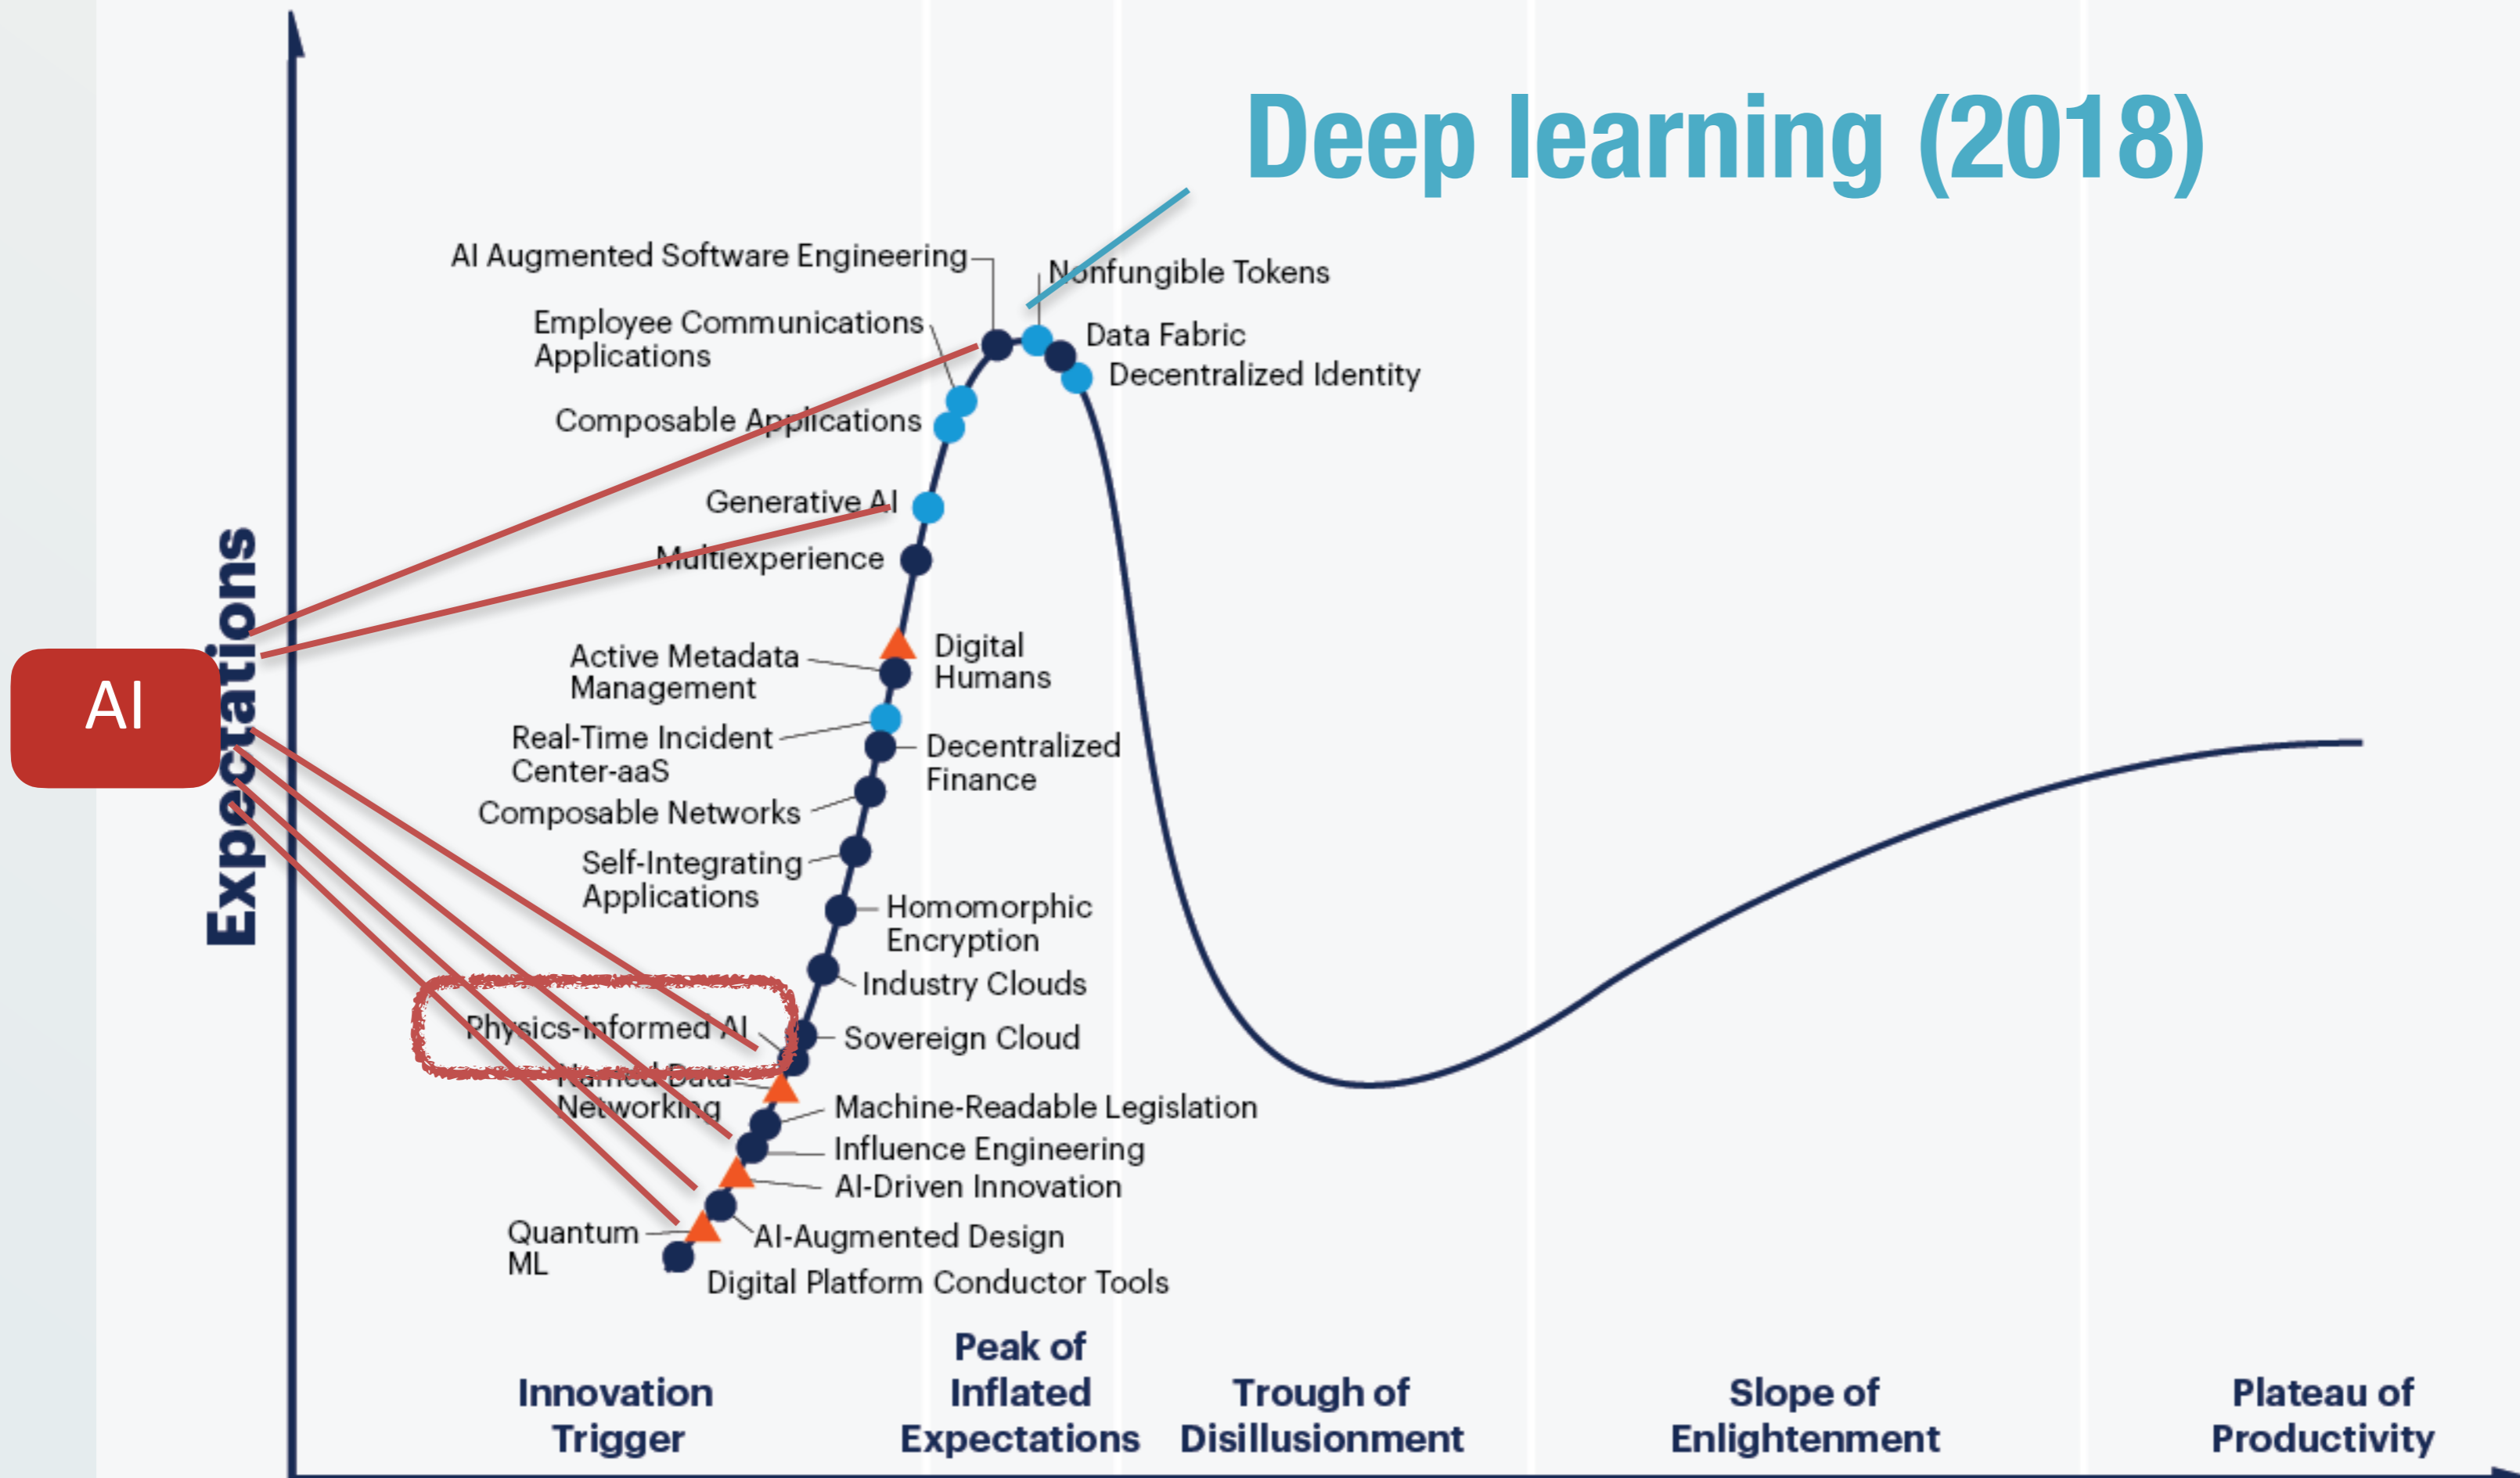 Deep learning (2018)
AI Augmented Software Engineering
Nonfungible Tokens
Employee Communications
Applications
Data Fabric
Decentralized Identity
Composable Applications
Generative AI
Multiexperience
Digital
Humans
Active Metadata
Management
AI
Expectations
Real-Time Incident
Center-aaS
Decentralized
Finance
Composable Networks
Self-Integrating
Applications
Homomorphic
Encryption
Industry Clouds
Physics-Informed AI
Sovereign Cloud
Named Data
Networking
Machine-Readable Legislation
Influence Engineering
AI-Driven Innovation
Quantum
ML
AI-Augmented Design
Digital Platform Conductor Tools
Innovation
Trigger
Peak of
Inflated
Expectations
Trough of
Disillusionment
Slope of
Enlightenment
Plateau of
Productivity